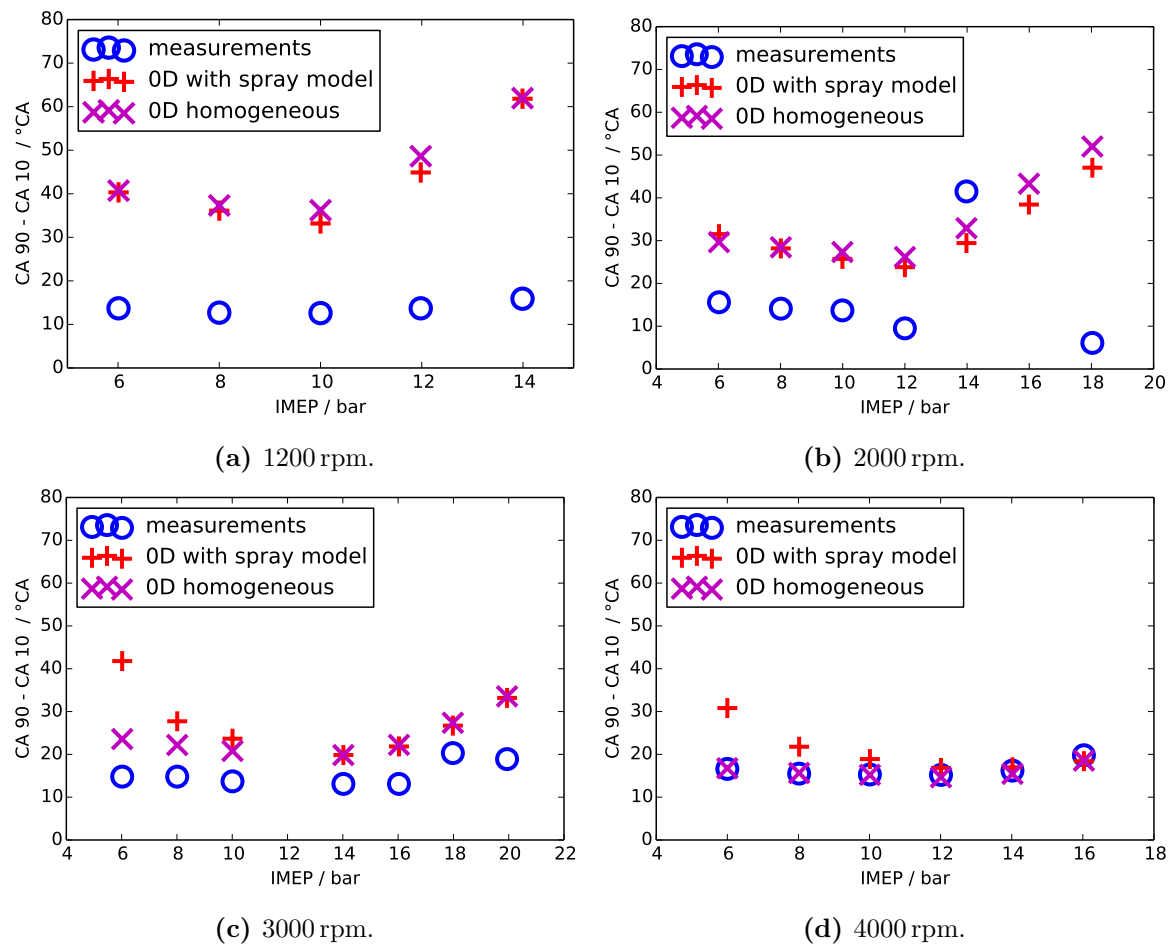 80
70
60
50
40
30
20
10
0
CA 90 - CA 10 / °CA
measurements
0D with spray model
0D homogeneous
6 8 10 12 14
IMEP / bar
(a) 1200 rpm.
80
70
60
50
40
30
20
10
0
CA 90 - CA 10 / °CA
measurements
0D with spray model
0D homogeneous
4 6 8 10 12 14 16 18 20
IMEP / bar
(b) 2000 rpm.
80
70
60
50
40
30
20
10
0
CA 90 - CA 10 / °CA
measurements
0D with spray model
0D homogeneous
4 6 8 10 12 14 16 18 20 22
IMEP / bar
(c) 3000 rpm.
80
70
60
50
40
30
20
10
0
CA 90 - CA 10 / °CA
measurements
0D with spray model
0D homogeneous
4 6 8 10 12 14 16 18
IMEP / bar
(d) 4000 rpm.